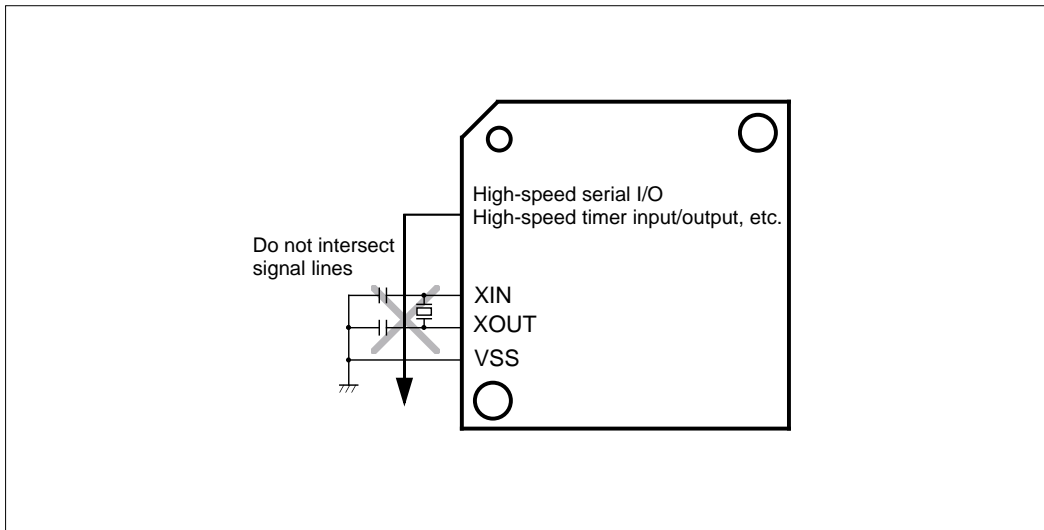 High-speed serial I/O
High-speed timer input/output, etc.
Do not intersect
signal lines
XIN
XOUT
VSS